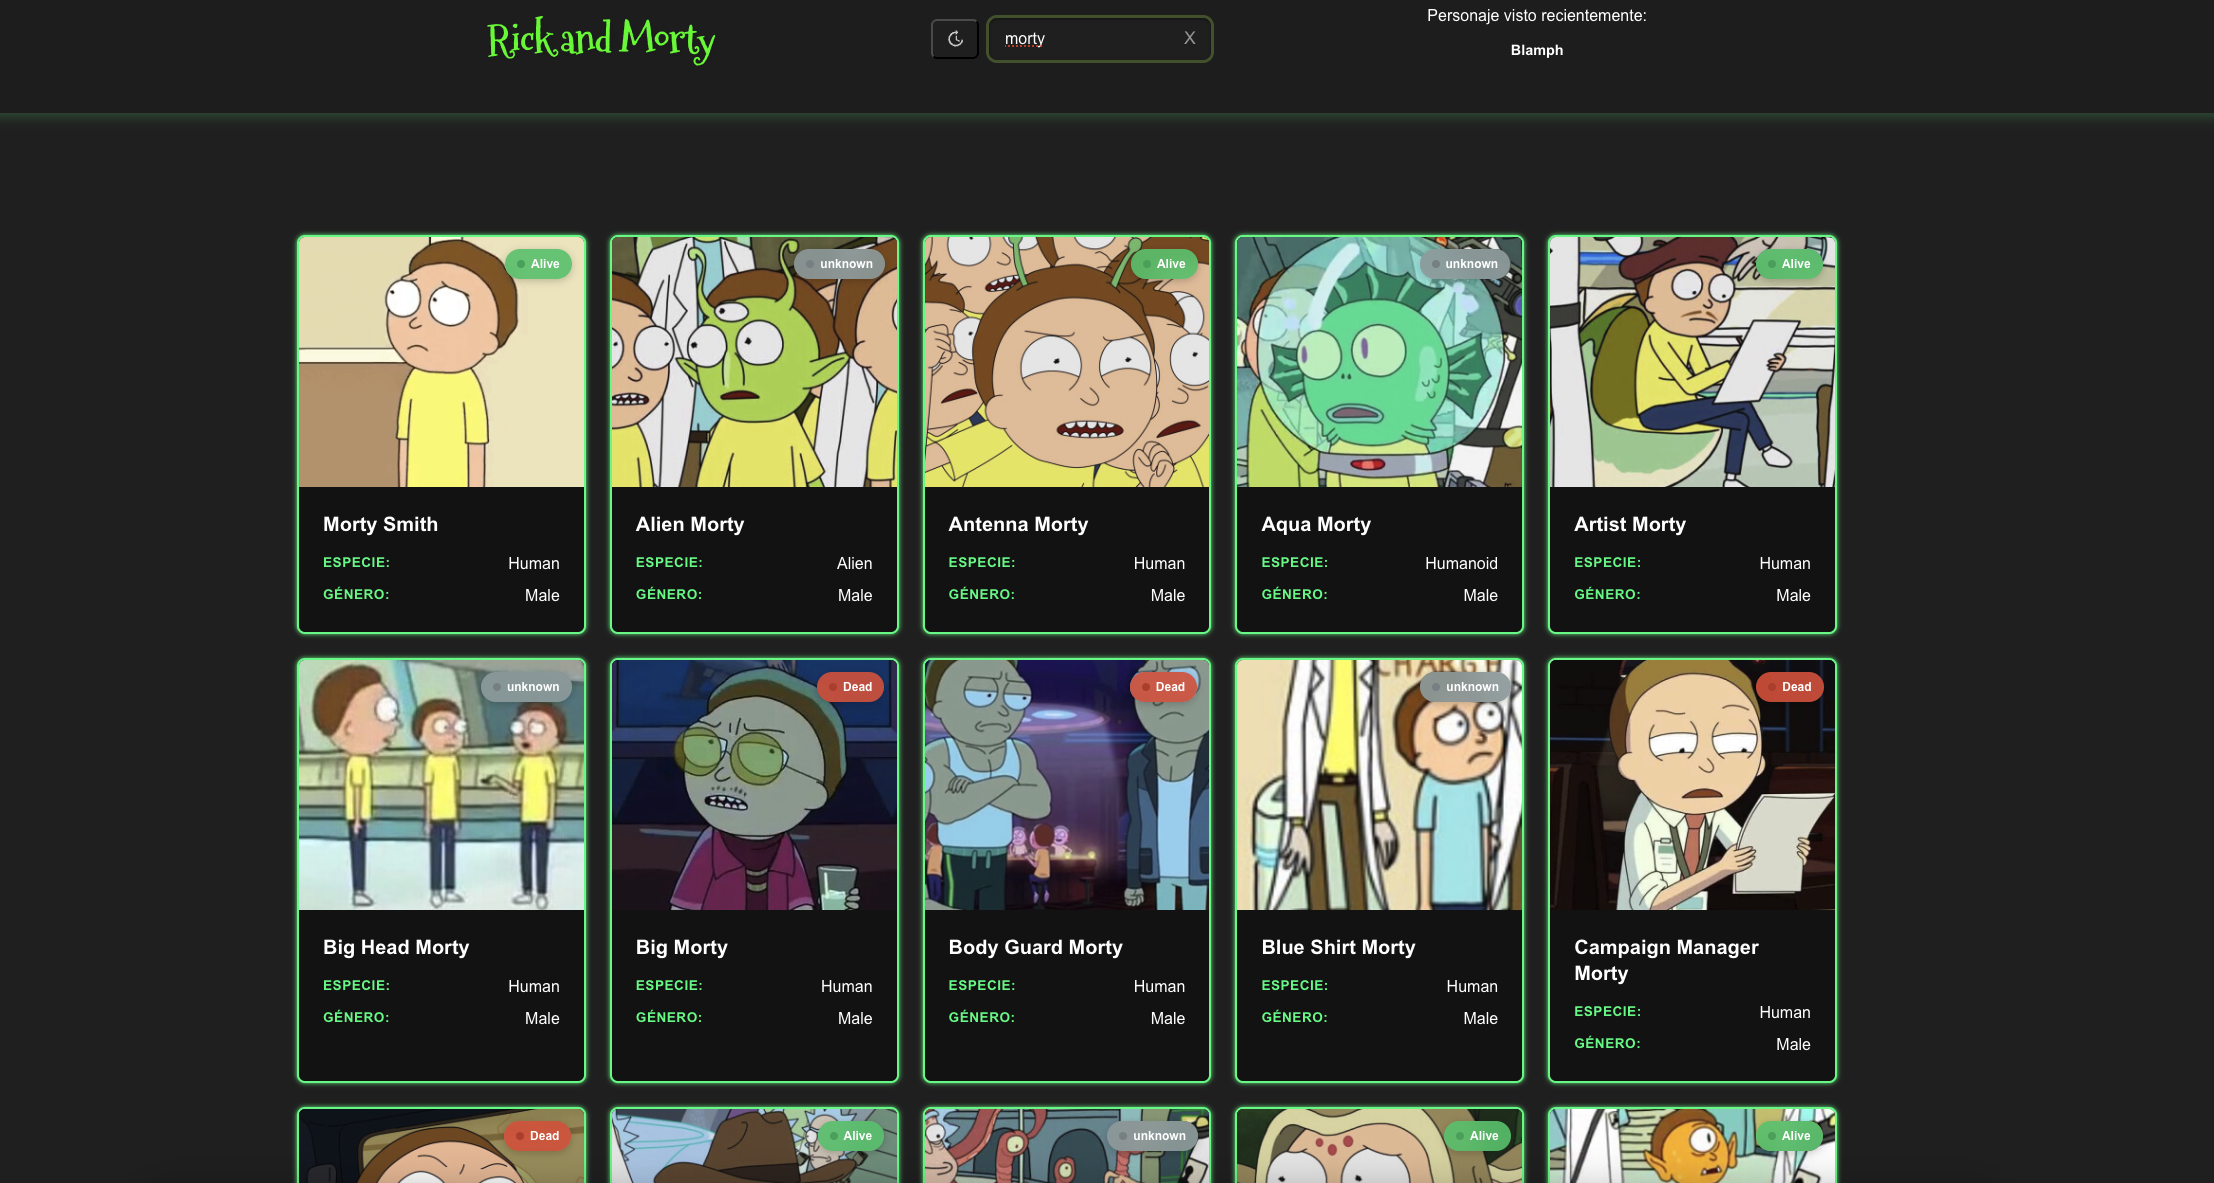 Rick and Morty
morty
X
Personaje visto recientemente:
Blamph
Alive
unknown
Alive
unknown
Alive
Morty Smith
ESPECIE: Human
GÉNERO: Male
Alien Morty
ESPECIE: Alien
GÉNERO: Male
Antenna Morty
ESPECIE: Human
GÉNERO: Male
Aqua Morty
ESPECIE: Humanoid
GÉNERO: Male
Artist Morty
ESPECIE: Human
GÉNERO: Male
unknown
Dead
Dead
unknown
Dead
Big Head Morty
ESPECIE: Human
GÉNERO: Male
Big Morty
ESPECIE: Human
GÉNERO: Male
Body Guard Morty
ESPECIE: Human
GÉNERO: Male
Blue Shirt Morty
ESPECIE: Human
GÉNERO: Male
Campaign Manager
Morty
ESPECIE: Human
GÉNERO: Male
Dead
Alive
unknown
Alive
Alive